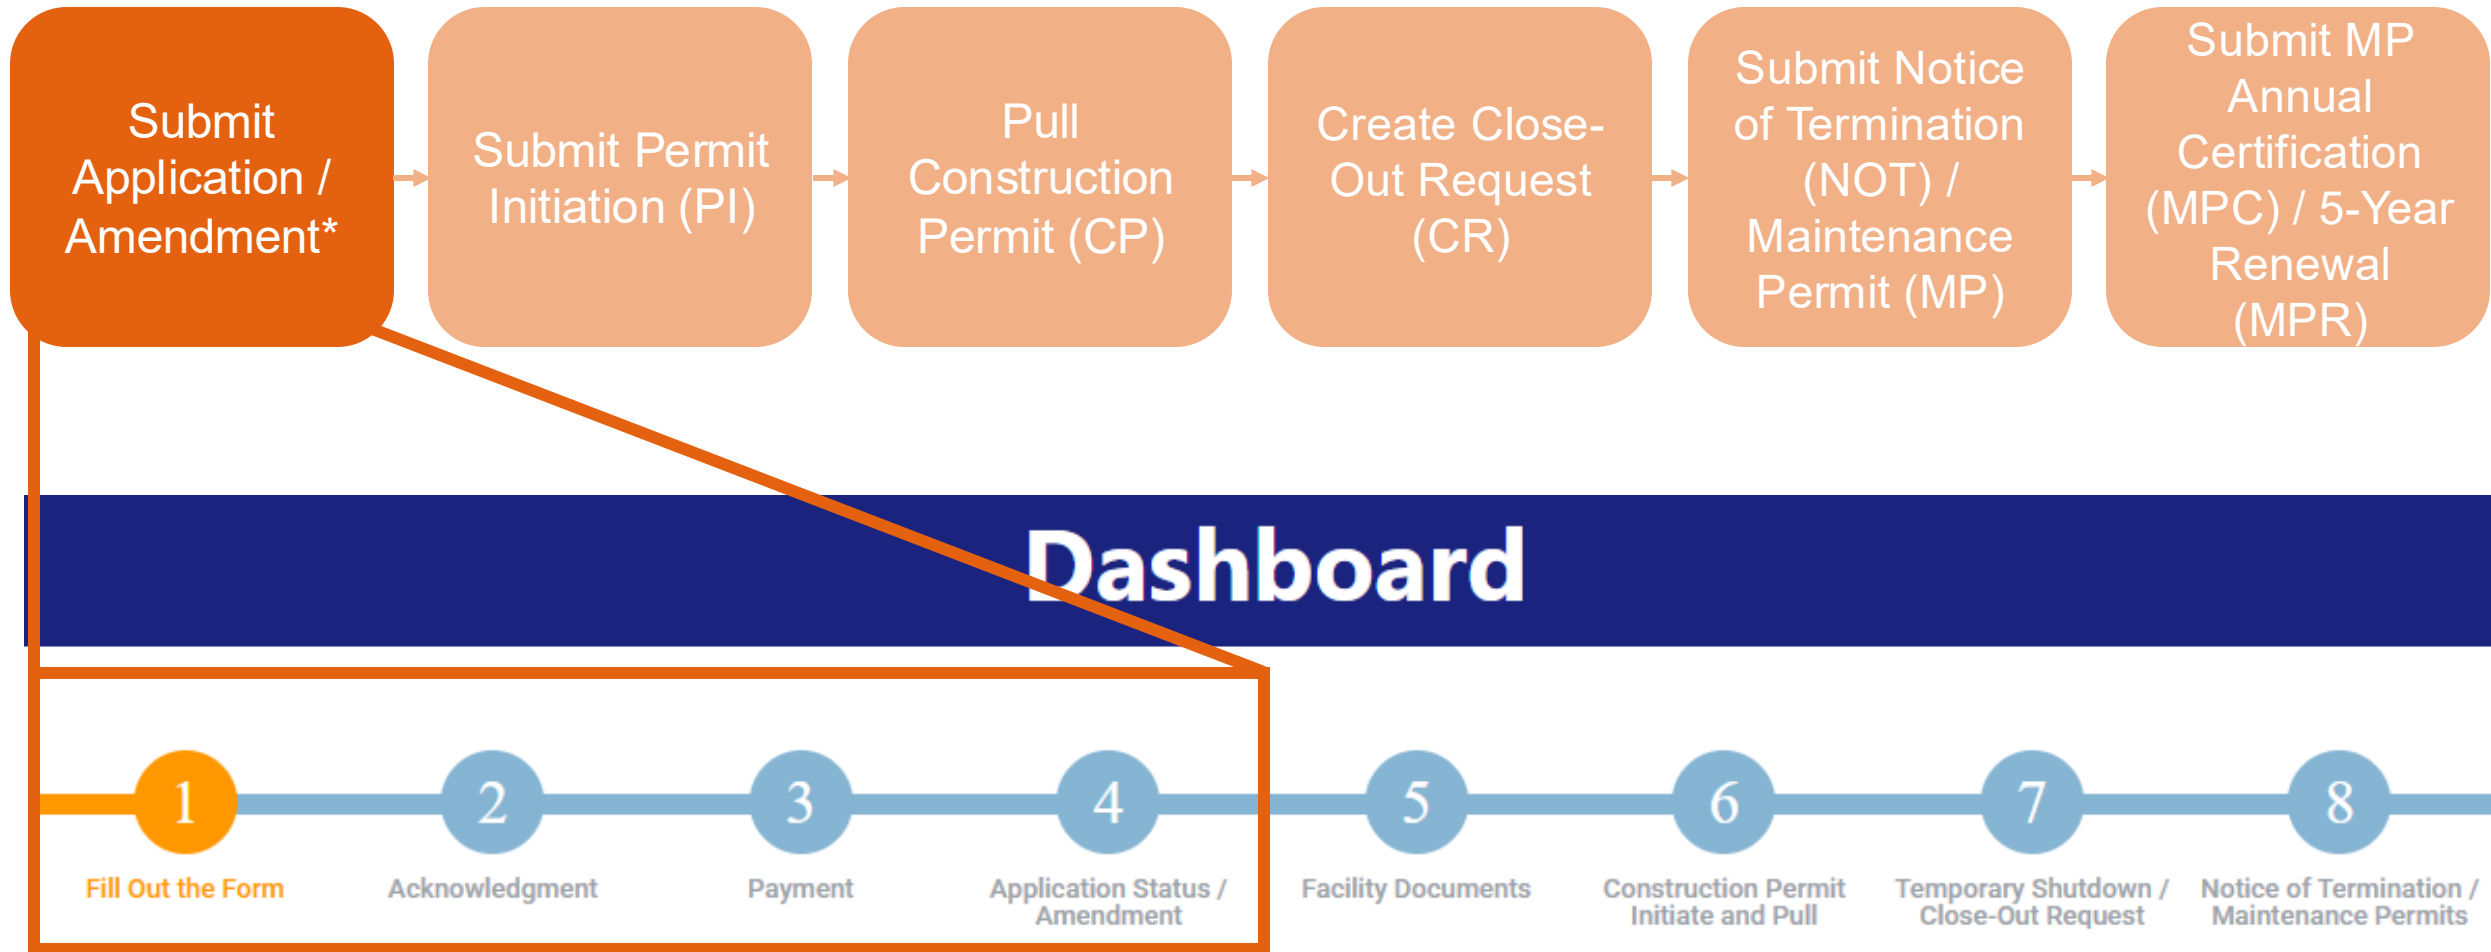 Submit
Application /
Amendment*
Submit Permit
Initiation (PI)
Pull
Construction
Permit (CP)
Create Close-
Out Request
(CR)
Submit Notice
of Termination
(NOT) /
Maintenance
Permit (MP)
Submit MP
Annual
Certification
(MPC) / 5-Year
Renewal
(MPR)
Dashboard
1
Fill Out the Form
2
Acknowledgment
3
Payment
4
Application Status /
Amendment
5
Facility Documents
6
Construction Permit
Initiate and Pull
7
Temporary Shutdown /
Close-Out Request
8
Notice of Termination /
Maintenance Permits